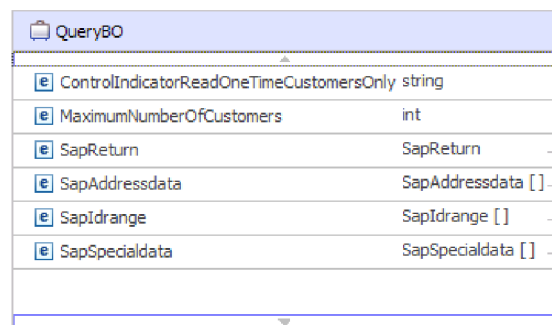 QueryBO
ControlIndicatorReadOneTimeCustomersOnly string
MaximumNumberOfCustomers int
SapReturn SapReturn
SapAddressdata SapAddressdata []
SapIdrange SapIdrange []
SapSpecialdata SapSpecialdata []